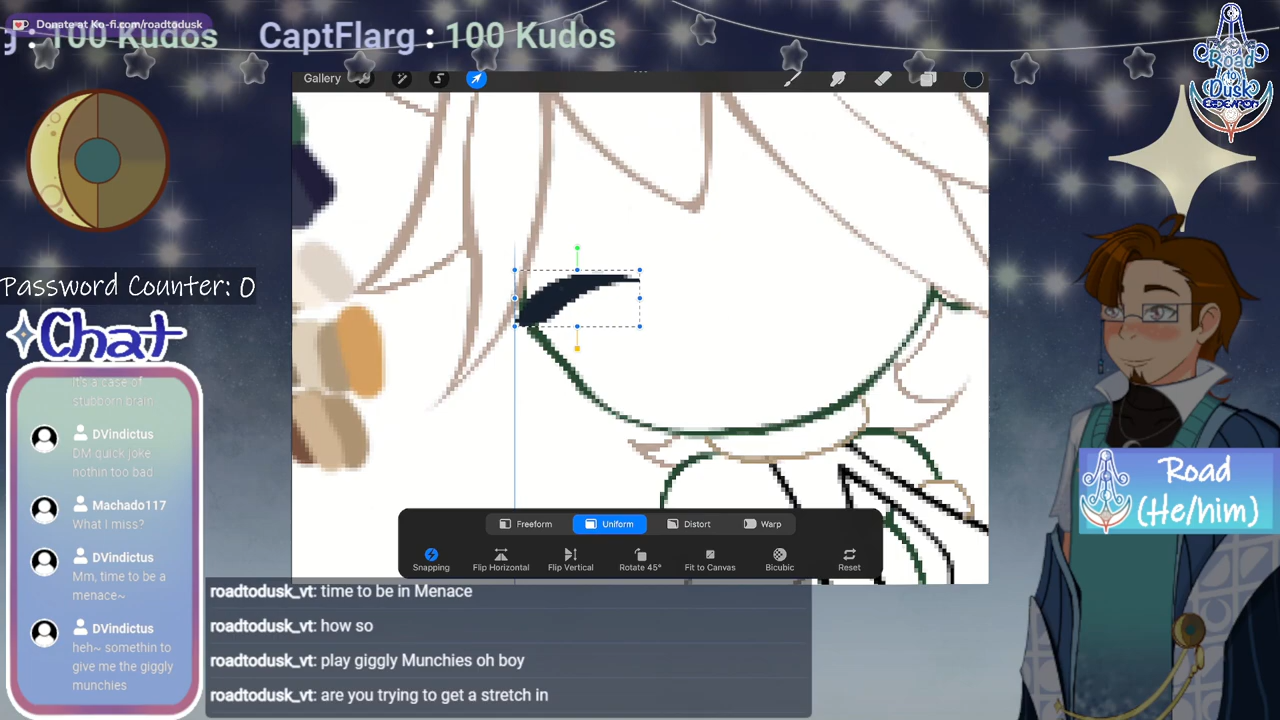 Donate at Ko-fi.com/roadtodusk
g : 100 Kudos CaptFlarg : 100 Kudos
Road
to
Dusk
Gallery
Password Counter: 0
Chat
It's a case of
stubborn brain
DVindictus
DM quick joke
nothin too bad
Machado117
What I miss?
DVindictus
Mm, time to be a
menace~
DVindictus
heh~ somethin to
give me the giggly
munchies
Road
(He/him)
Freeform Uniform Distort Warp
Snapping Flip Horizontal Flip Vertical Rotate 45° Fit to Canvas Bicubic Reset
roadtodusk_vt: time to be in Menace
roadtodusk_vt: how so
roadtodusk_vt: play giggly Munchies oh boy
roadtodusk_vt: are you trying to get a stretch in